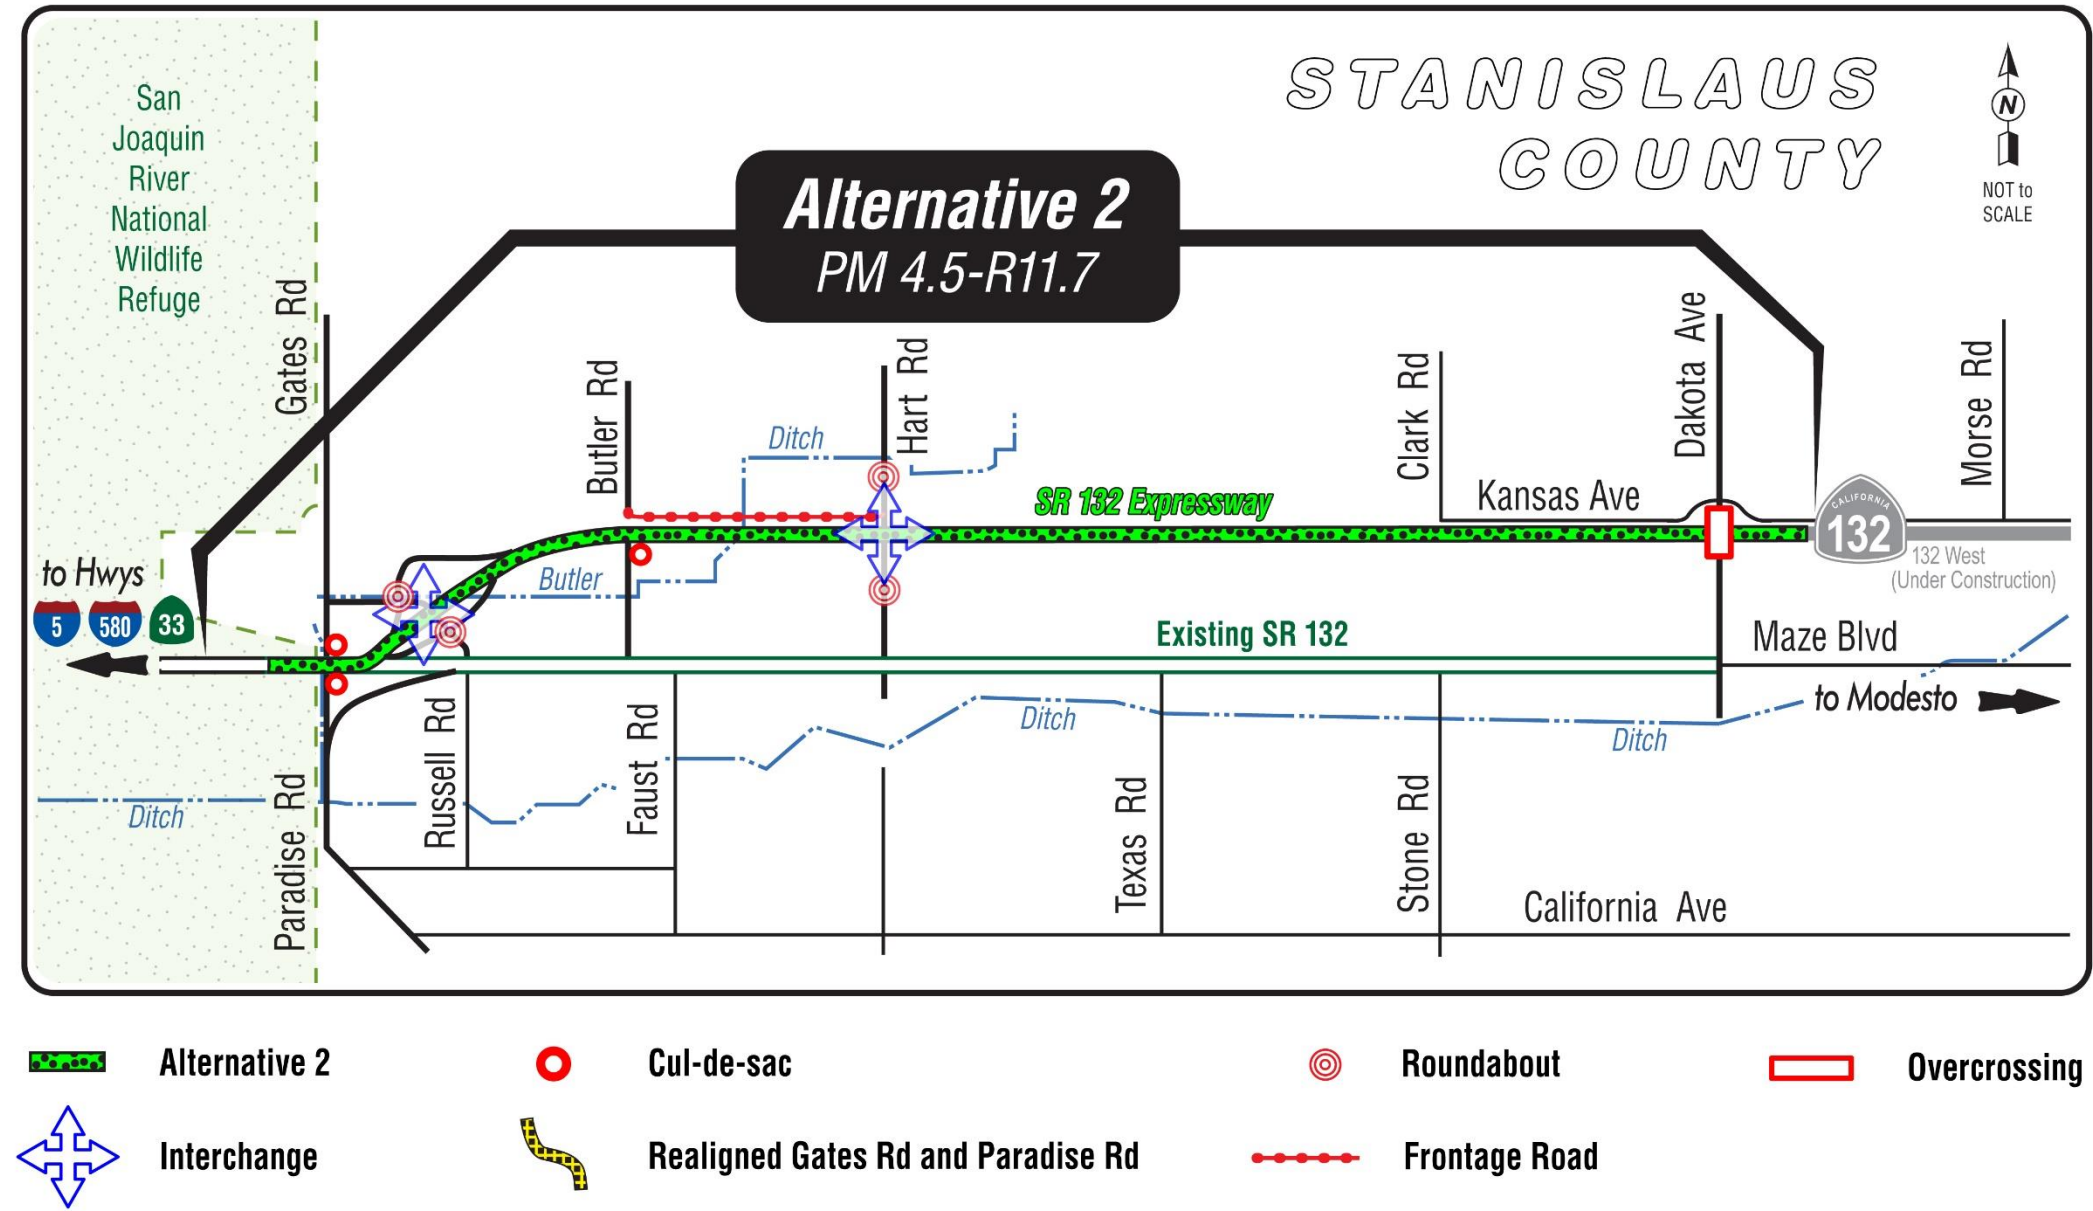 STANISLAUS
COUNTY
N
NOT to
SCALE
San
Joaquin
River
National
Wildlife
Refuge
Alternative 2
PM 4.5-R11.7
Gates Rd
Butler Rd
Hart Rd
Clark Rd
Dakota Ave
Morse Rd
Ditch
SR 132 Expressway
Kansas Ave
CALIFORNIA
132
132 West
(Under Construction)
to Hwys
5
580
33
Butler
Existing SR 132
Maze Blvd
to Modesto
Ditch
Ditch
Ditch
Paradise Rd
Russell Rd
Faust Rd
Texas Rd
Stone Rd
California Ave
Alternative 2
Cul-de-sac
Roundabout
Overcrossing
Interchange
Realigned Gates Rd and Paradise Rd
Frontage Road